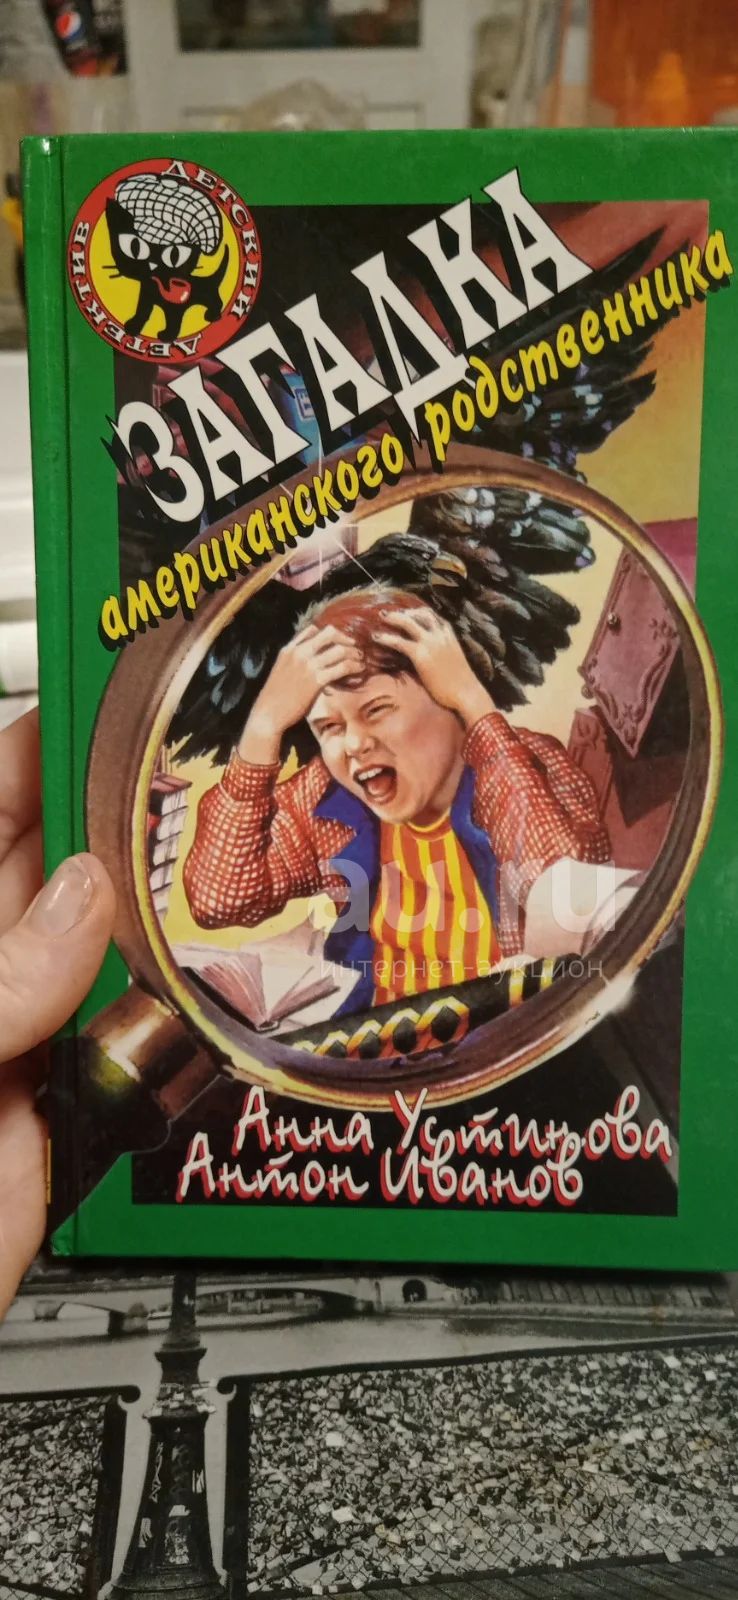 ДЕТСКИЙ
ДЕТЕКТИВ
ЗАГАДКА
американского родственника
au.ru
интернет-аукцион
Анна Устинова
Антон Иванов